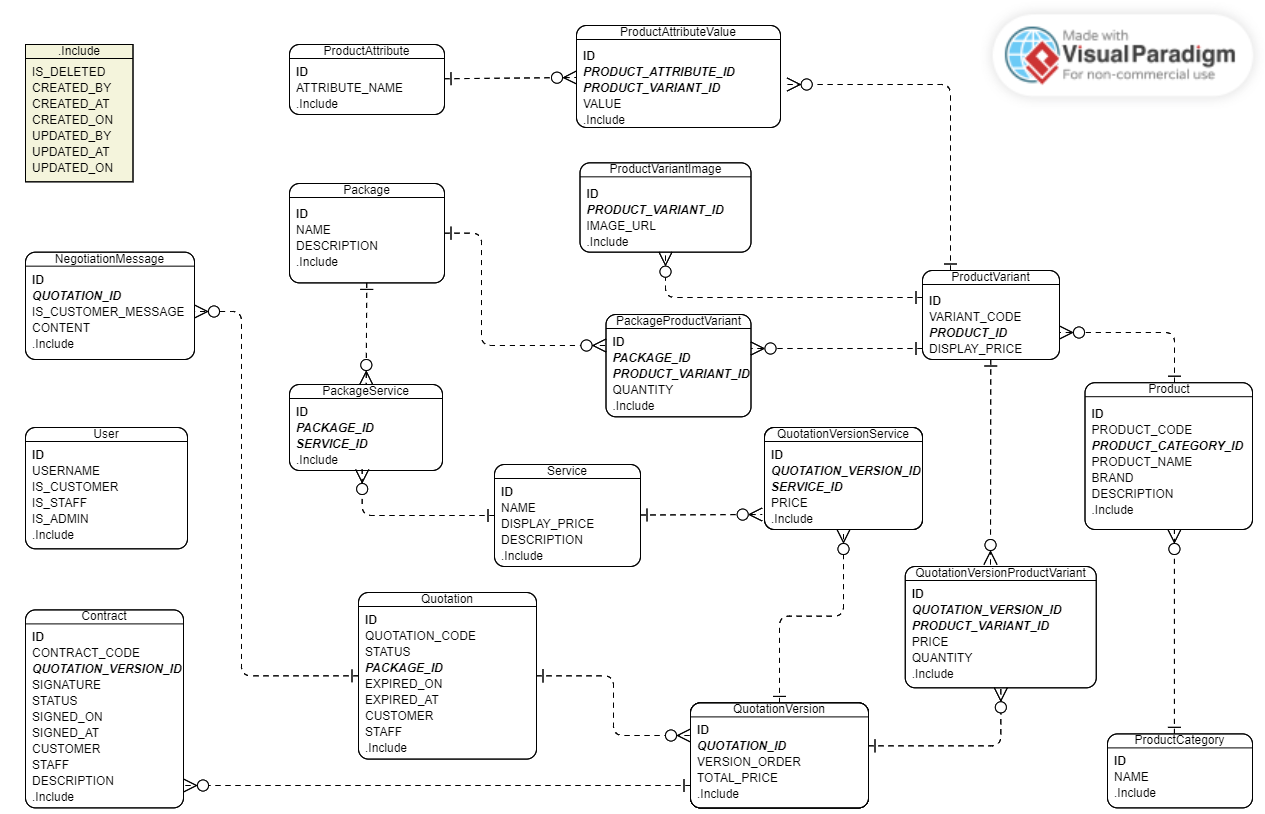 .Include
IS_DELETED
CREATED_BY
CREATED_AT
CREATED_ON
UPDATED_BY
UPDATED_AT
UPDATED_ON
ProductAttribute
ID
ATTRIBUTE_NAME
.Include
ProductAttributeValue
ID
PRODUCT_ATTRIBUTE_ID
PRODUCT_VARIANT_ID
VALUE
.Include
Made with
VisualParadigm
For non-commercial use
Package
ID
NAME
DESCRIPTION
.Include
ProductVariantImage
ID
PRODUCT_VARIANT_ID
IMAGE_URL
.Include
NegotiationMessage
ID
QUOTATION_ID
IS_CUSTOMER_MESSAGE
CONTENT
.Include
PackageProductVariant
ID
PACKAGE_ID
PRODUCT_VARIANT_ID
QUANTITY
.Include
ProductVariant
ID
VARIANT_CODE
PRODUCT_ID
DISPLAY_PRICE
PackageService
ID
PACKAGE_ID
SERVICE_ID
.Include
Product
ID
PRODUCT_CODE
PRODUCT_CATEGORY_ID
PRODUCT_NAME
BRAND
DESCRIPTION
.Include
User
ID
USERNAME
IS_CUSTOMER
IS_STAFF
IS_ADMIN
.Include
Service
ID
NAME
DISPLAY_PRICE
DESCRIPTION
.Include
QuotationVersionService
ID
QUOTATION_VERSION_ID
SERVICE_ID
PRICE
.Include
Contract
ID
CONTRACT_CODE
QUOTATION_VERSION_ID
SIGNATURE
STATUS
SIGNED_ON
SIGNED_AT
CUSTOMER
STAFF
DESCRIPTION
.Include
Quotation
ID
QUOTATION_CODE
STATUS
PACKAGE_ID
EXPIRED_ON
EXPIRED_AT
CUSTOMER
STAFF
.Include
QuotationVersionProductVariant
ID
QUOTATION_VERSION_ID
PRODUCT_VARIANT_ID
PRICE
QUANTITY
.Include
QuotationVersion
ID
QUOTATION_ID
VERSION_ORDER
TOTAL_PRICE
.Include
ProductCategory
ID
NAME
.Include